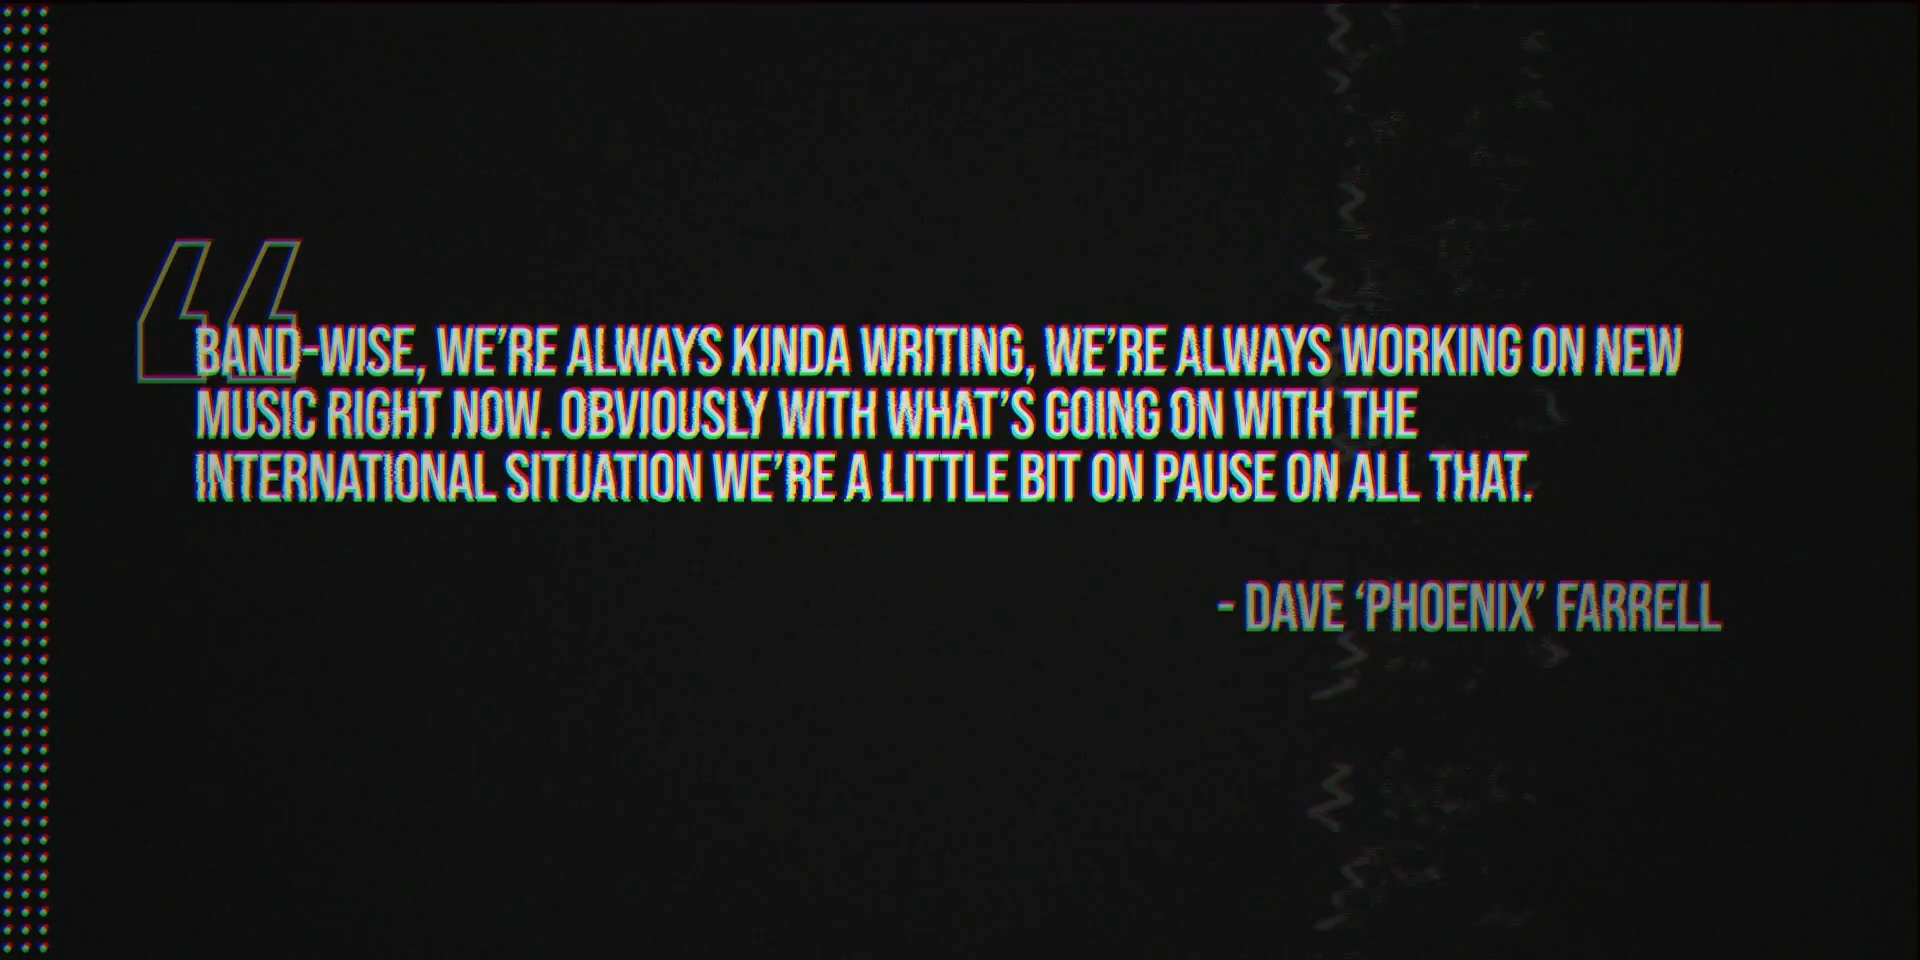 “
BAND-WISE, WE’RE ALWAYS KINDA WRITING, WE’RE ALWAYS WORKING ON NEW
MUSIC RIGHT NOW. OBVIOUSLY WITH WHAT’S GOING ON WITH THE
INTERNATIONAL SITUATION WE’RE A LITTLE BIT ON PAUSE ON ALL THAT.
- DAVE ‘PHOENIX’ FARRELL